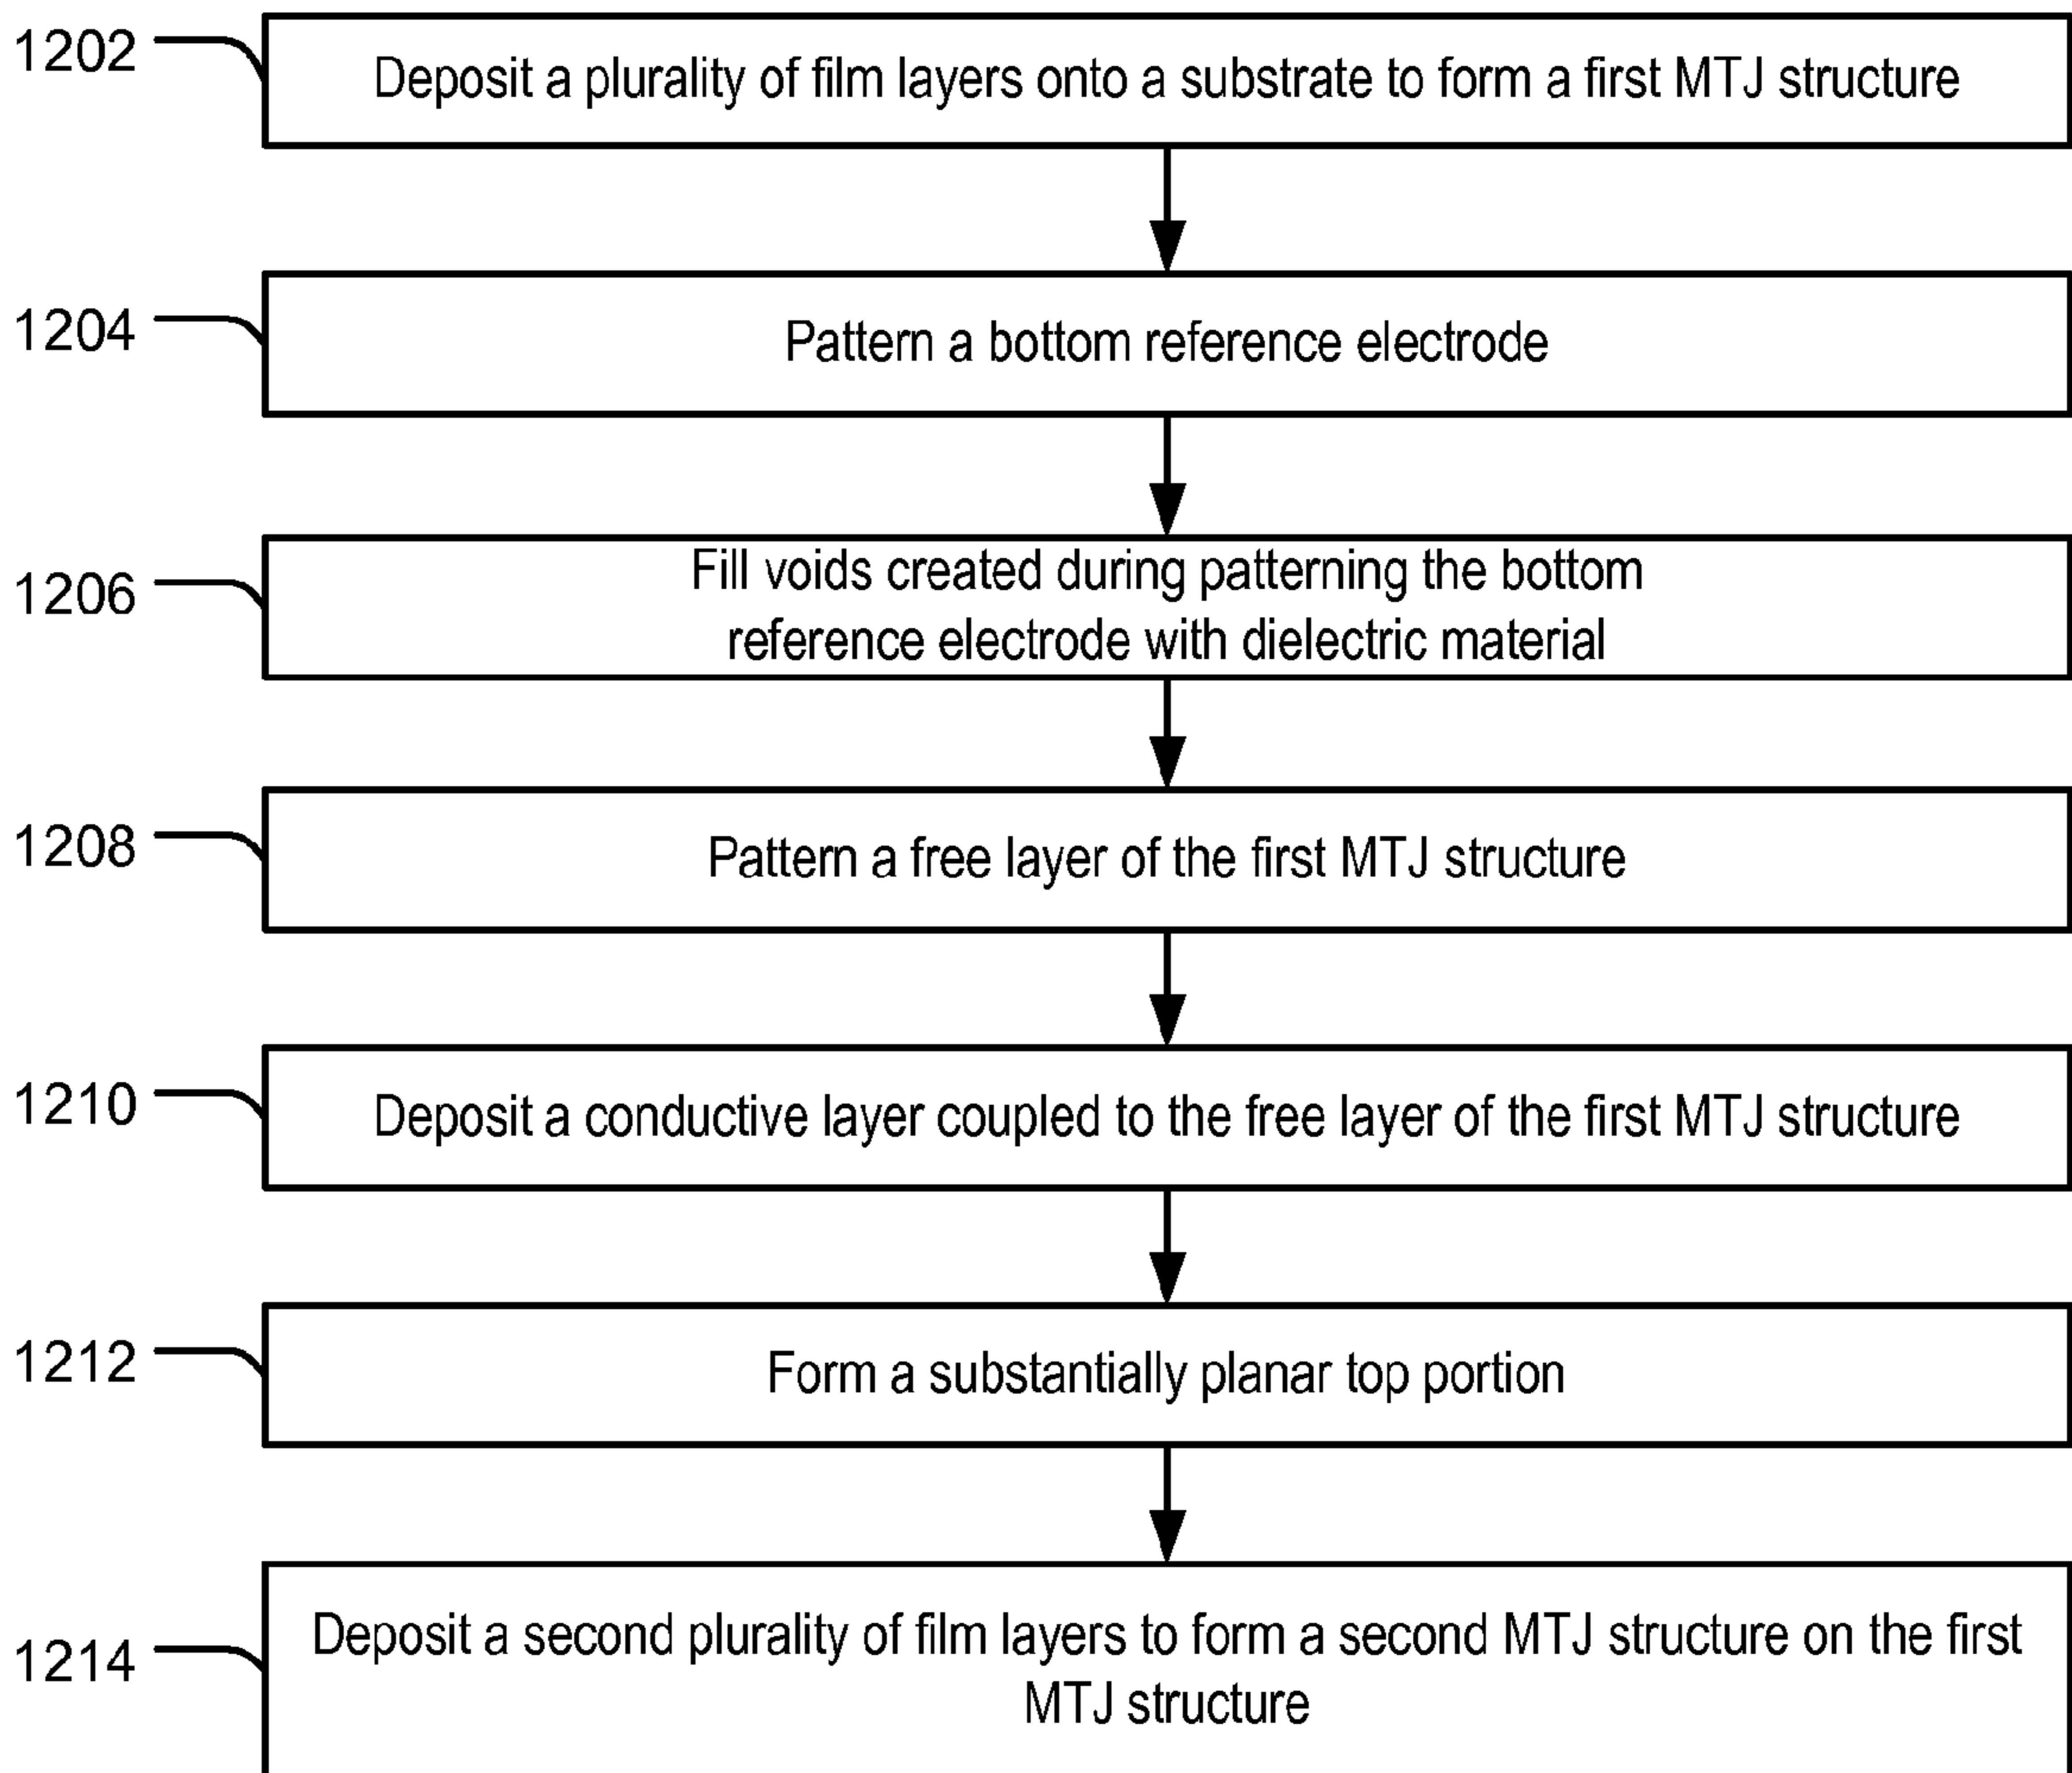 1202
Deposit a plurality of film layers onto a substrate to form a first MTJ structure
1204
Pattern a bottom reference electrode
1206
Fill voids created during patterning the bottom
reference electrode with dielectric material
1208
Pattern a free layer of the first MTJ structure
1210
Deposit a conductive layer coupled to the free layer of the first MTJ structure
1212
Form a substantially planar top portion
1214
Deposit a second plurality of film layers to form a second MTJ structure on the first
MTJ structure